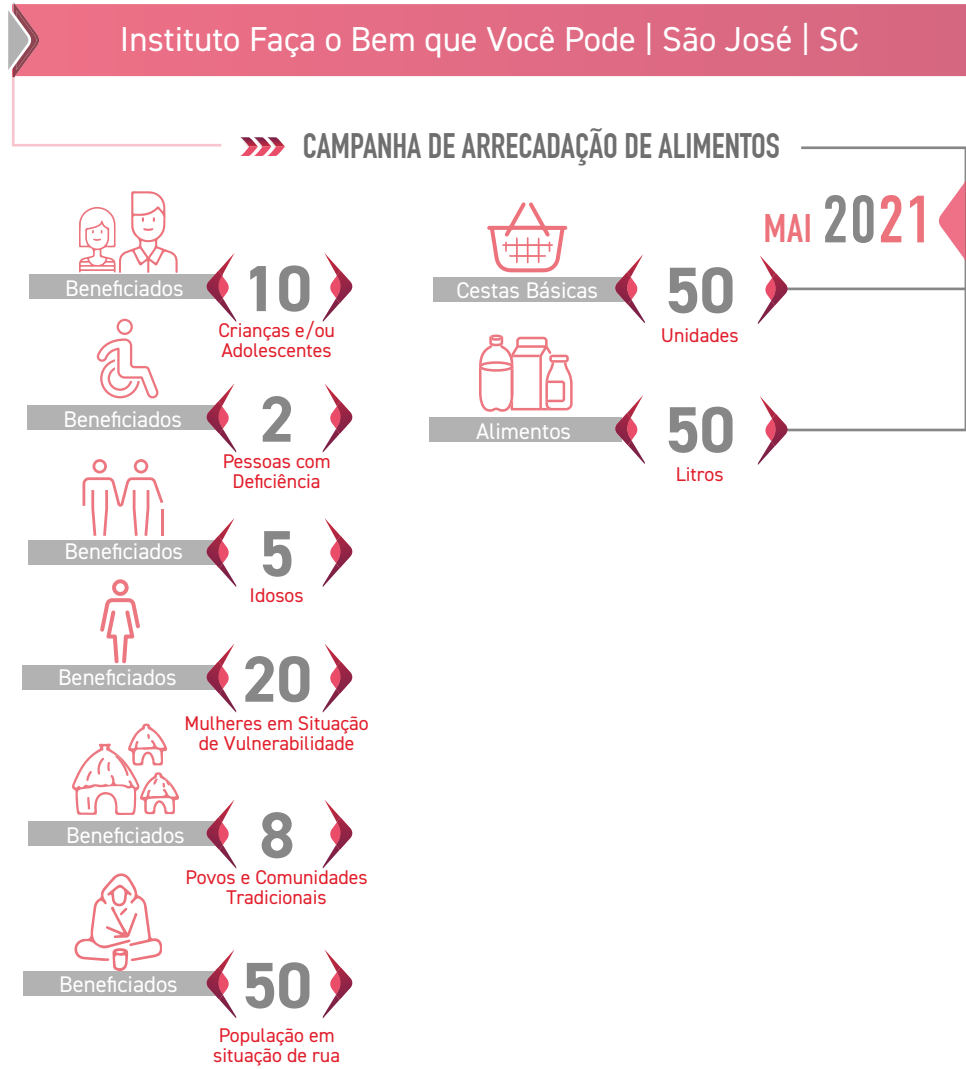 Instituto Faça o Bem que Você Pode | São José | SC
CAMPANHA DE ARRECADAÇÃO DE ALIMENTOS
MAI 2021
Beneficiados
10
Crianças e/ou
Adolescentes
Beneficiados
2
Pessoas com
Deficiência
Beneficiados
5
Idosos
Beneficiados
20
Mulheres em Situação
de Vulnerabilidade
Beneficiados
8
Povos e Comunidades
Tradicionais
Beneficiados
50
População em
situação de rua
Cestas Básicas
50
Unidades
Alimentos
50
Litros